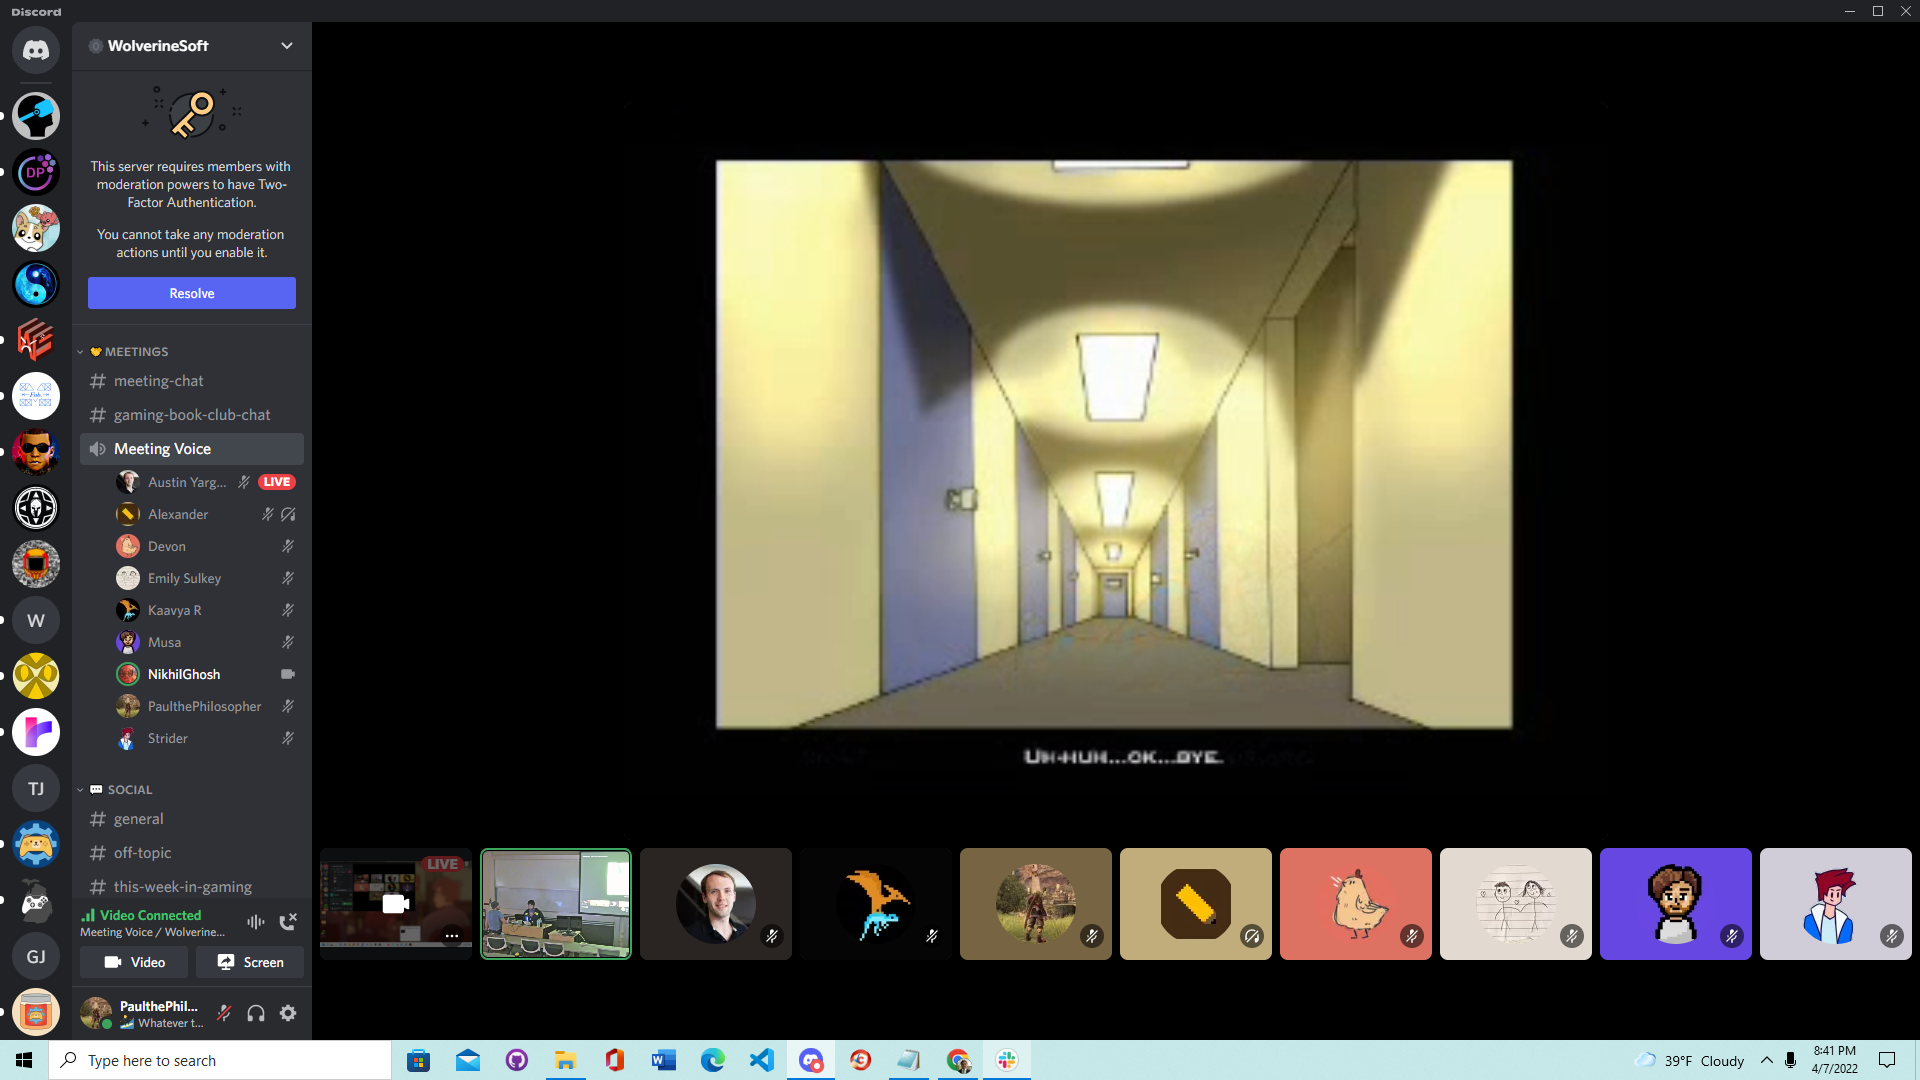 Discord
WolverineSoft
This server requires members with
moderation powers to have Two-
Factor Authentication.
You cannot take any moderation
actions until you enable it.
Resolve
MEETINGS
meeting-chat
gaming-book-club-chat
Meeting Voice
Austin Yarg... LIVE
Alexander
Devon
Emily Sulkey
Kaavya R
Musa
NikhilGhosh
PaulthePhilosopher
Strider
SOCIAL
general
off-topic
this-week-in-gaming
Video Connected
Meeting Voice / Wolverine...
Video
Screen
PaulthePhil...
Whatever t...
DP
W
TJ
GJ
UH-HUH...OK...BYE.
LIVE
Type here to search
39°F Cloudy
8:41 PM
4/7/2022